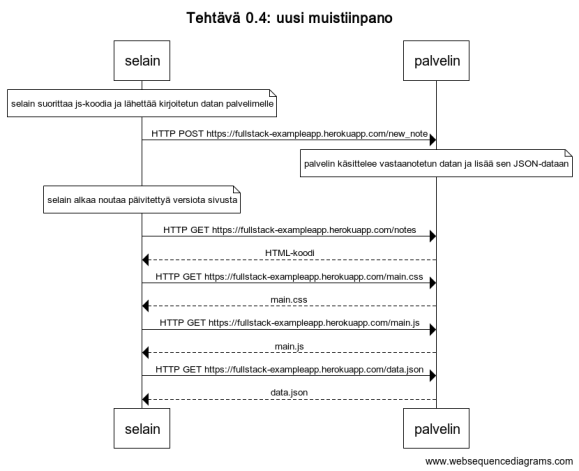 Tehtävä 0.4: uusi muistiinpano
selain
palvelin
selain suorittaa js-koodia ja lähettää kirjoitetun datan palvelimelle
HTTP POST https://fullstack-exampleapp.herokuapp.com/new_note
palvelin käsittelee vastaanotetun datan ja lisää sen JSON-dataan
selain alkaa noutaa päivitettyä versiota sivusta
HTTP GET https://fullstack-exampleapp.herokuapp.com/notes
HTML-koodi
HTTP GET https://fullstack-exampleapp.herokuapp.com/main.css
main.css
HTTP GET https://fullstack-exampleapp.herokuapp.com/main.js
main.js
HTTP GET https://fullstack-exampleapp.herokuapp.com/data.json
data.json
selain
palvelin
www.websequencediagrams.com